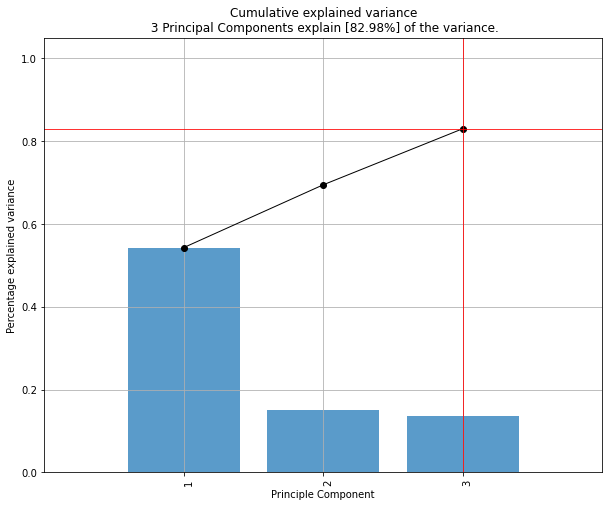 Cumulative explained variance
3 Principal Components explain [82.98%] of the variance.
Percentage explained variance
1.0
0.8
0.6
0.4
0.2
0.0
1
2
3
Principle Component